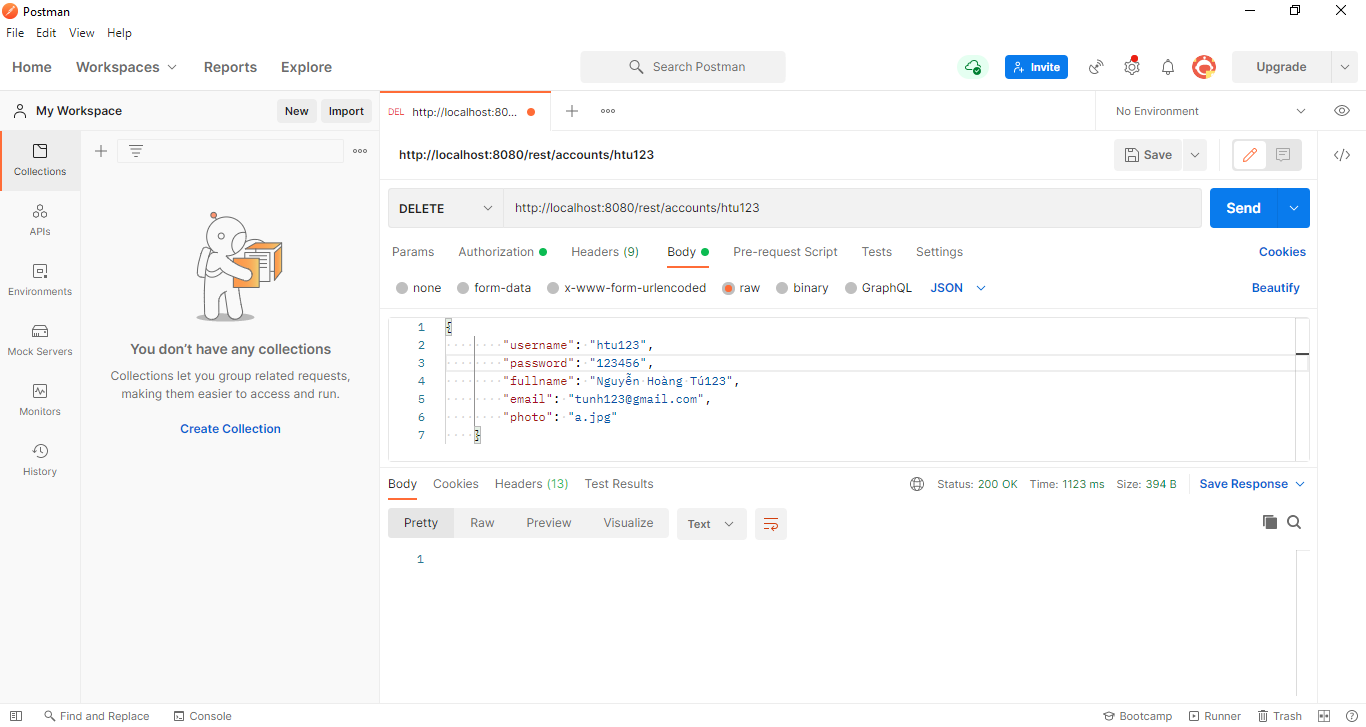 Postman
File Edit View Help
Home Workspaces Reports Explore Search Postman Invite Upgrade
My Workspace New Import DEL http://localhost:80... No Environment
Collections
APIs
Environments
Mock Servers
Monitors
History
You don't have any collections
Collections let you group related requests,
making them easier to access and run.
Create Collection
http://localhost:8080/rest/accounts/htu123 Save
DELETE http://localhost:8080/rest/accounts/htu123 Send
Params Authorization Headers (9) Body Pre-request Script Tests Settings Cookies
none form-data x-www-form-urlencoded raw binary GraphQL JSON Beautify
1 {
2 "username": "htu123",
3 "password": "123456",
4 "fullname": "Nguyễn Hoàng Tú123",
5 "email": "tunh123@gmail.com",
6 "photo": "a.jpg"
7 }
Body Cookies Headers (13) Test Results Status: 200 OK Time: 1123 ms Size: 394 B Save Response
Pretty Raw Preview Visualize Text
1
Find and Replace Console Bootcamp Runner Trash